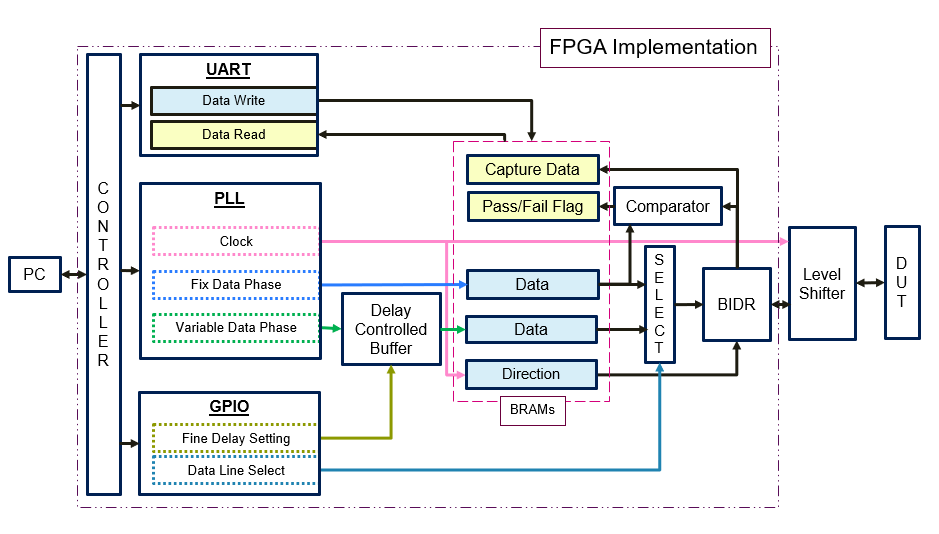 FPGA Implementation
UART
Data Write
Data Read
CONTROLLER
PLL
Clock
Fix Data Phase
Variable Data Phase
PC
GPIO
Fine Delay Setting
Data Line Select
Delay
Controlled
Buffer
Capture Data
Pass/Fail Flag
Comparator
Data
Data
Direction
BRAMs
SELECT
BIDR
Level
Shifter
DUT